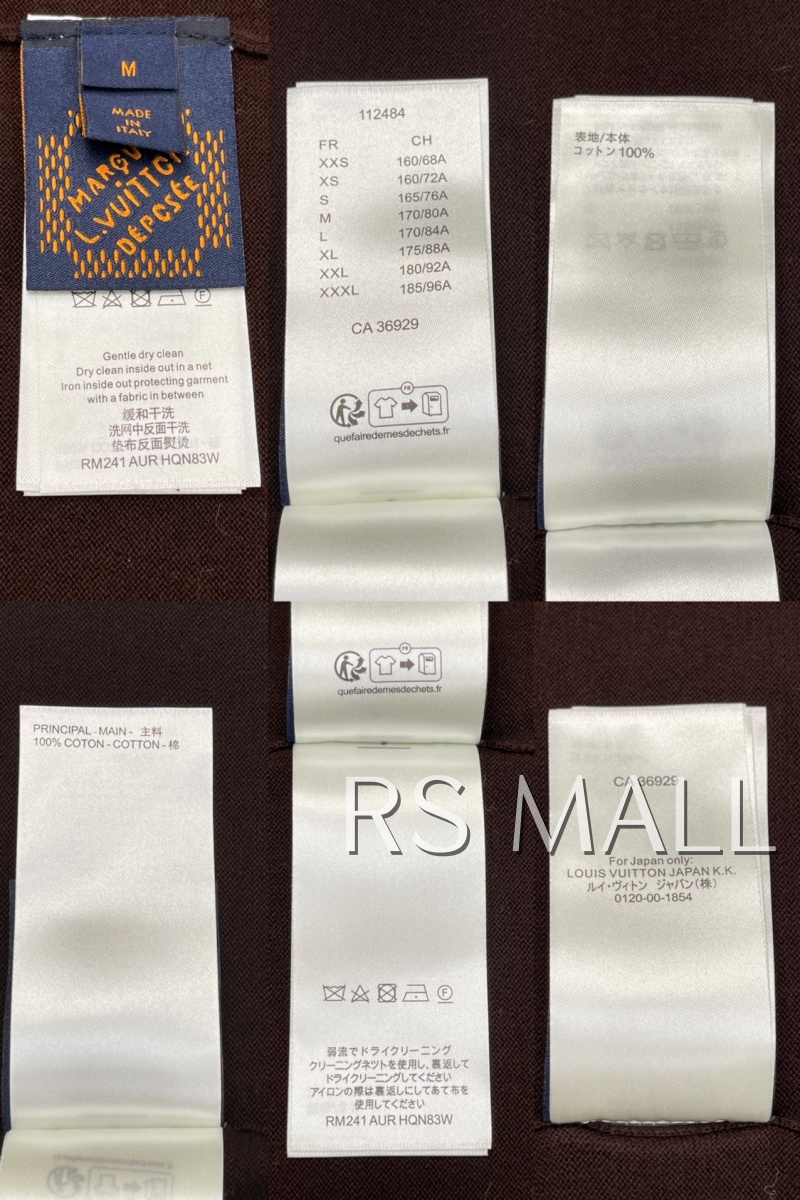 M
MADE
IN
ITALY
MARQUE
L.VUITTON
DÉPOSÉE
Gentle dry clean
Dry clean inside out in a net
Iron inside out protecting garment
with a fabric in between
缓和干洗
洗网中反面干洗
垫布反面熨烫
RM241 AUR HQN83W
112484
FR CH
XXS 160/68A
XS 160/72A
S 165/76A
M 170/80A
L 170/84A
XL 175/88A
XXL 180/92A
XXXL 185/96A
CA 36929
FR
quefairedemesdechets.fr
表地/本体
コットン 100%
PRINCIPAL - MAIN - 主料
100% COTON - COTTON - 棉
FR
quefairedemesdechets.fr
F
弱流でドライクリーニング
クリーニングネツトを使用し、裏返して
ドライクリーニングしてください
アイロンの際は裏返しにしてあて布を
使用してください
RM241 AUR HQN83W
RS MALL
CA 36929
For Japan only:
LOUIS VUITTON JAPAN K.K.
ルイ・ヴィトン ジャパン(株)
0120-00-1854